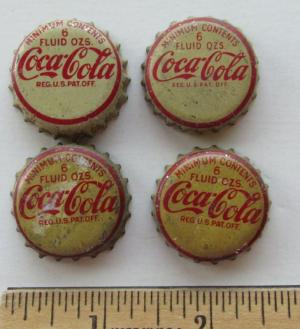 MINIMUM CONTENTS
6
FLUID OZS.
Coca-Cola
REG. U.S. PAT. OFF.
MINIMUM CONTENTS
6
FLUID OZS.
Coca-Cola
REG. U.S. PAT. OFF.
MINIMUM CONTENTS
6
FLUID OZS.
Coca-Cola
REG. U.S. PAT. OFF.
MINIMUM CONTENTS
6
FLUID OZS.
Coca-Cola
REG. U.S. PAT. OFF.
1 2